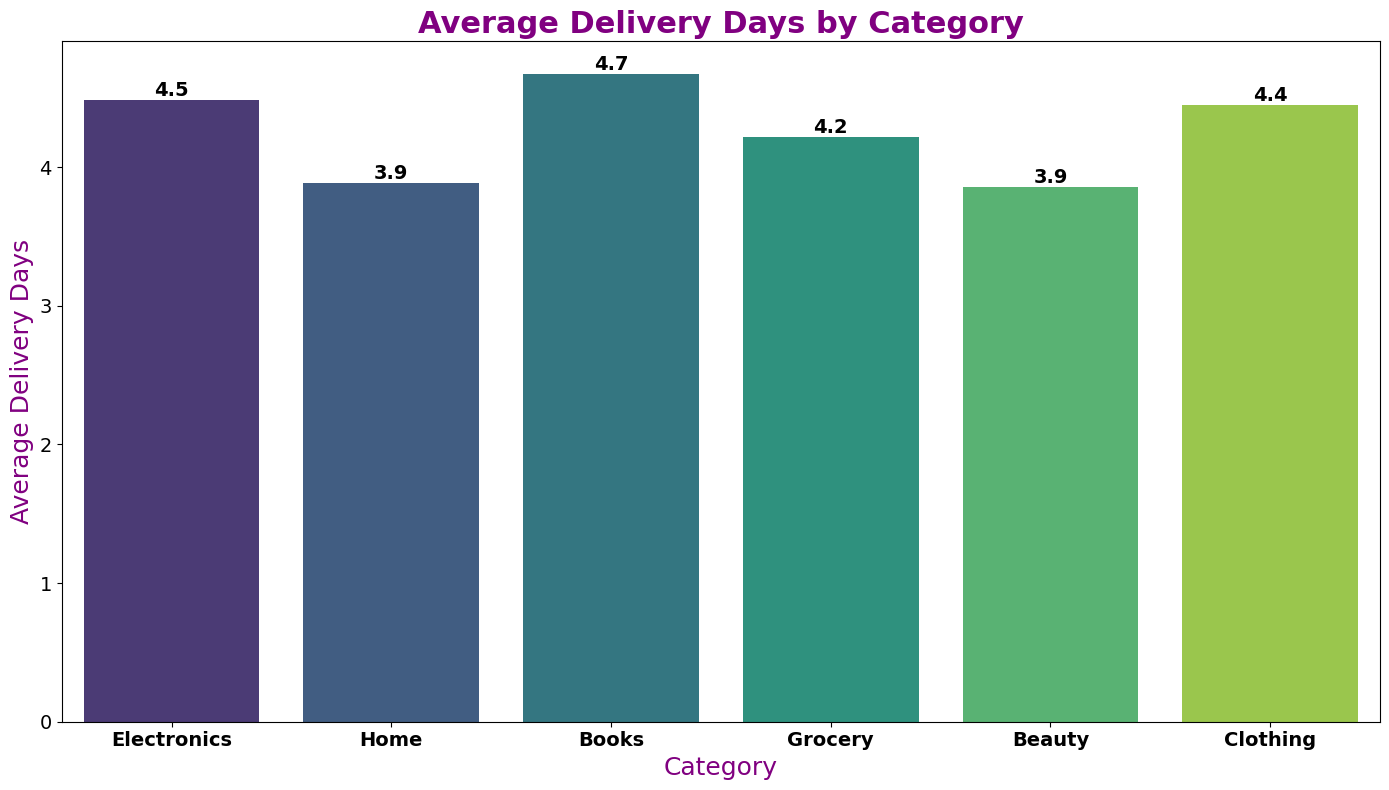 Average Delivery Days by Category
4.5
3.9
4.7
4.2
3.9
4.4
Average Delivery Days
4
3
2
1
0
Electronics Home Books Grocery Beauty Clothing
Category